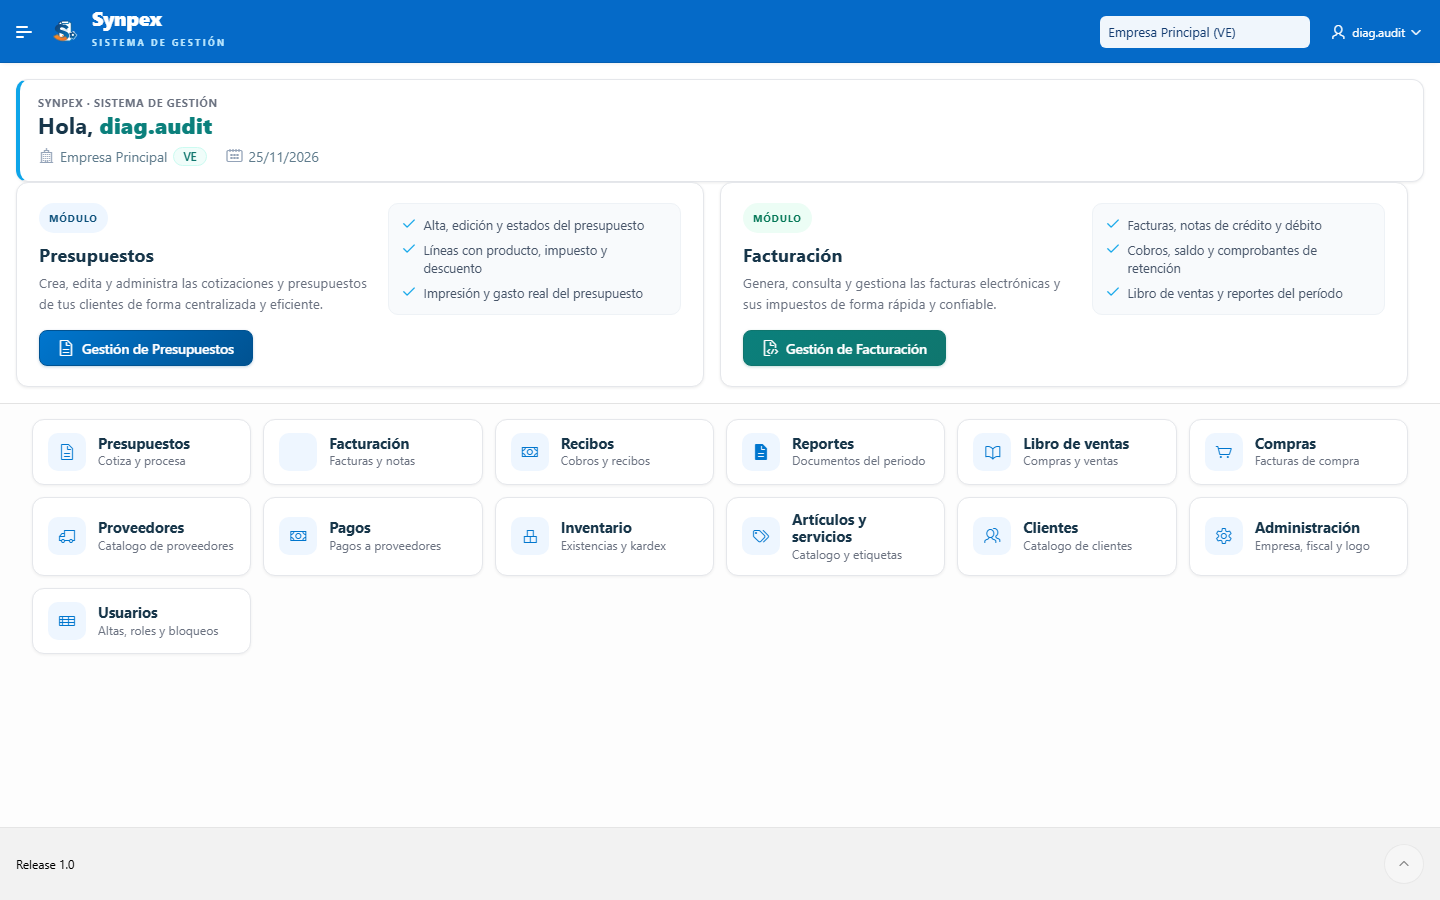 Synpex
SISTEMA DE GESTIÓN
Empresa Principal (VE)
diag.audit
SYNPEX · SISTEMA DE GESTIÓN
Hola, diag.audit
Empresa Principal VE 25/11/2026
MÓDULO
Presupuestos
Crea, edita y administra las cotizaciones y presupuestos
de tus clientes de forma centralizada y eficiente.
Gestión de Presupuestos
Alta, edición y estados del presupuesto
Líneas con producto, impuesto y
descuento
Impresión y gasto real del presupuesto
MÓDULO
Facturación
Genera, consulta y gestiona las facturas electrónicas y
sus impuestos de forma rápida y confiable.
Gestión de Facturación
Facturas, notas de crédito y débito
Cobros, saldo y comprobantes de
retención
Libro de ventas y reportes del período
Presupuestos
Cotiza y procesa
Facturación
Facturas y notas
Recibos
Cobros y recibos
Reportes
Documentos del periodo
Libro de ventas
Compras y ventas
Compras
Facturas de compra
Proveedores
Catalogo de proveedores
Pagos
Pagos a proveedores
Inventario
Existencias y kardex
Artículos y
servicios
Catalogo y etiquetas
Clientes
Catalogo de clientes
Administración
Empresa, fiscal y logo
Usuarios
Altas, roles y bloqueos
Release 1.0